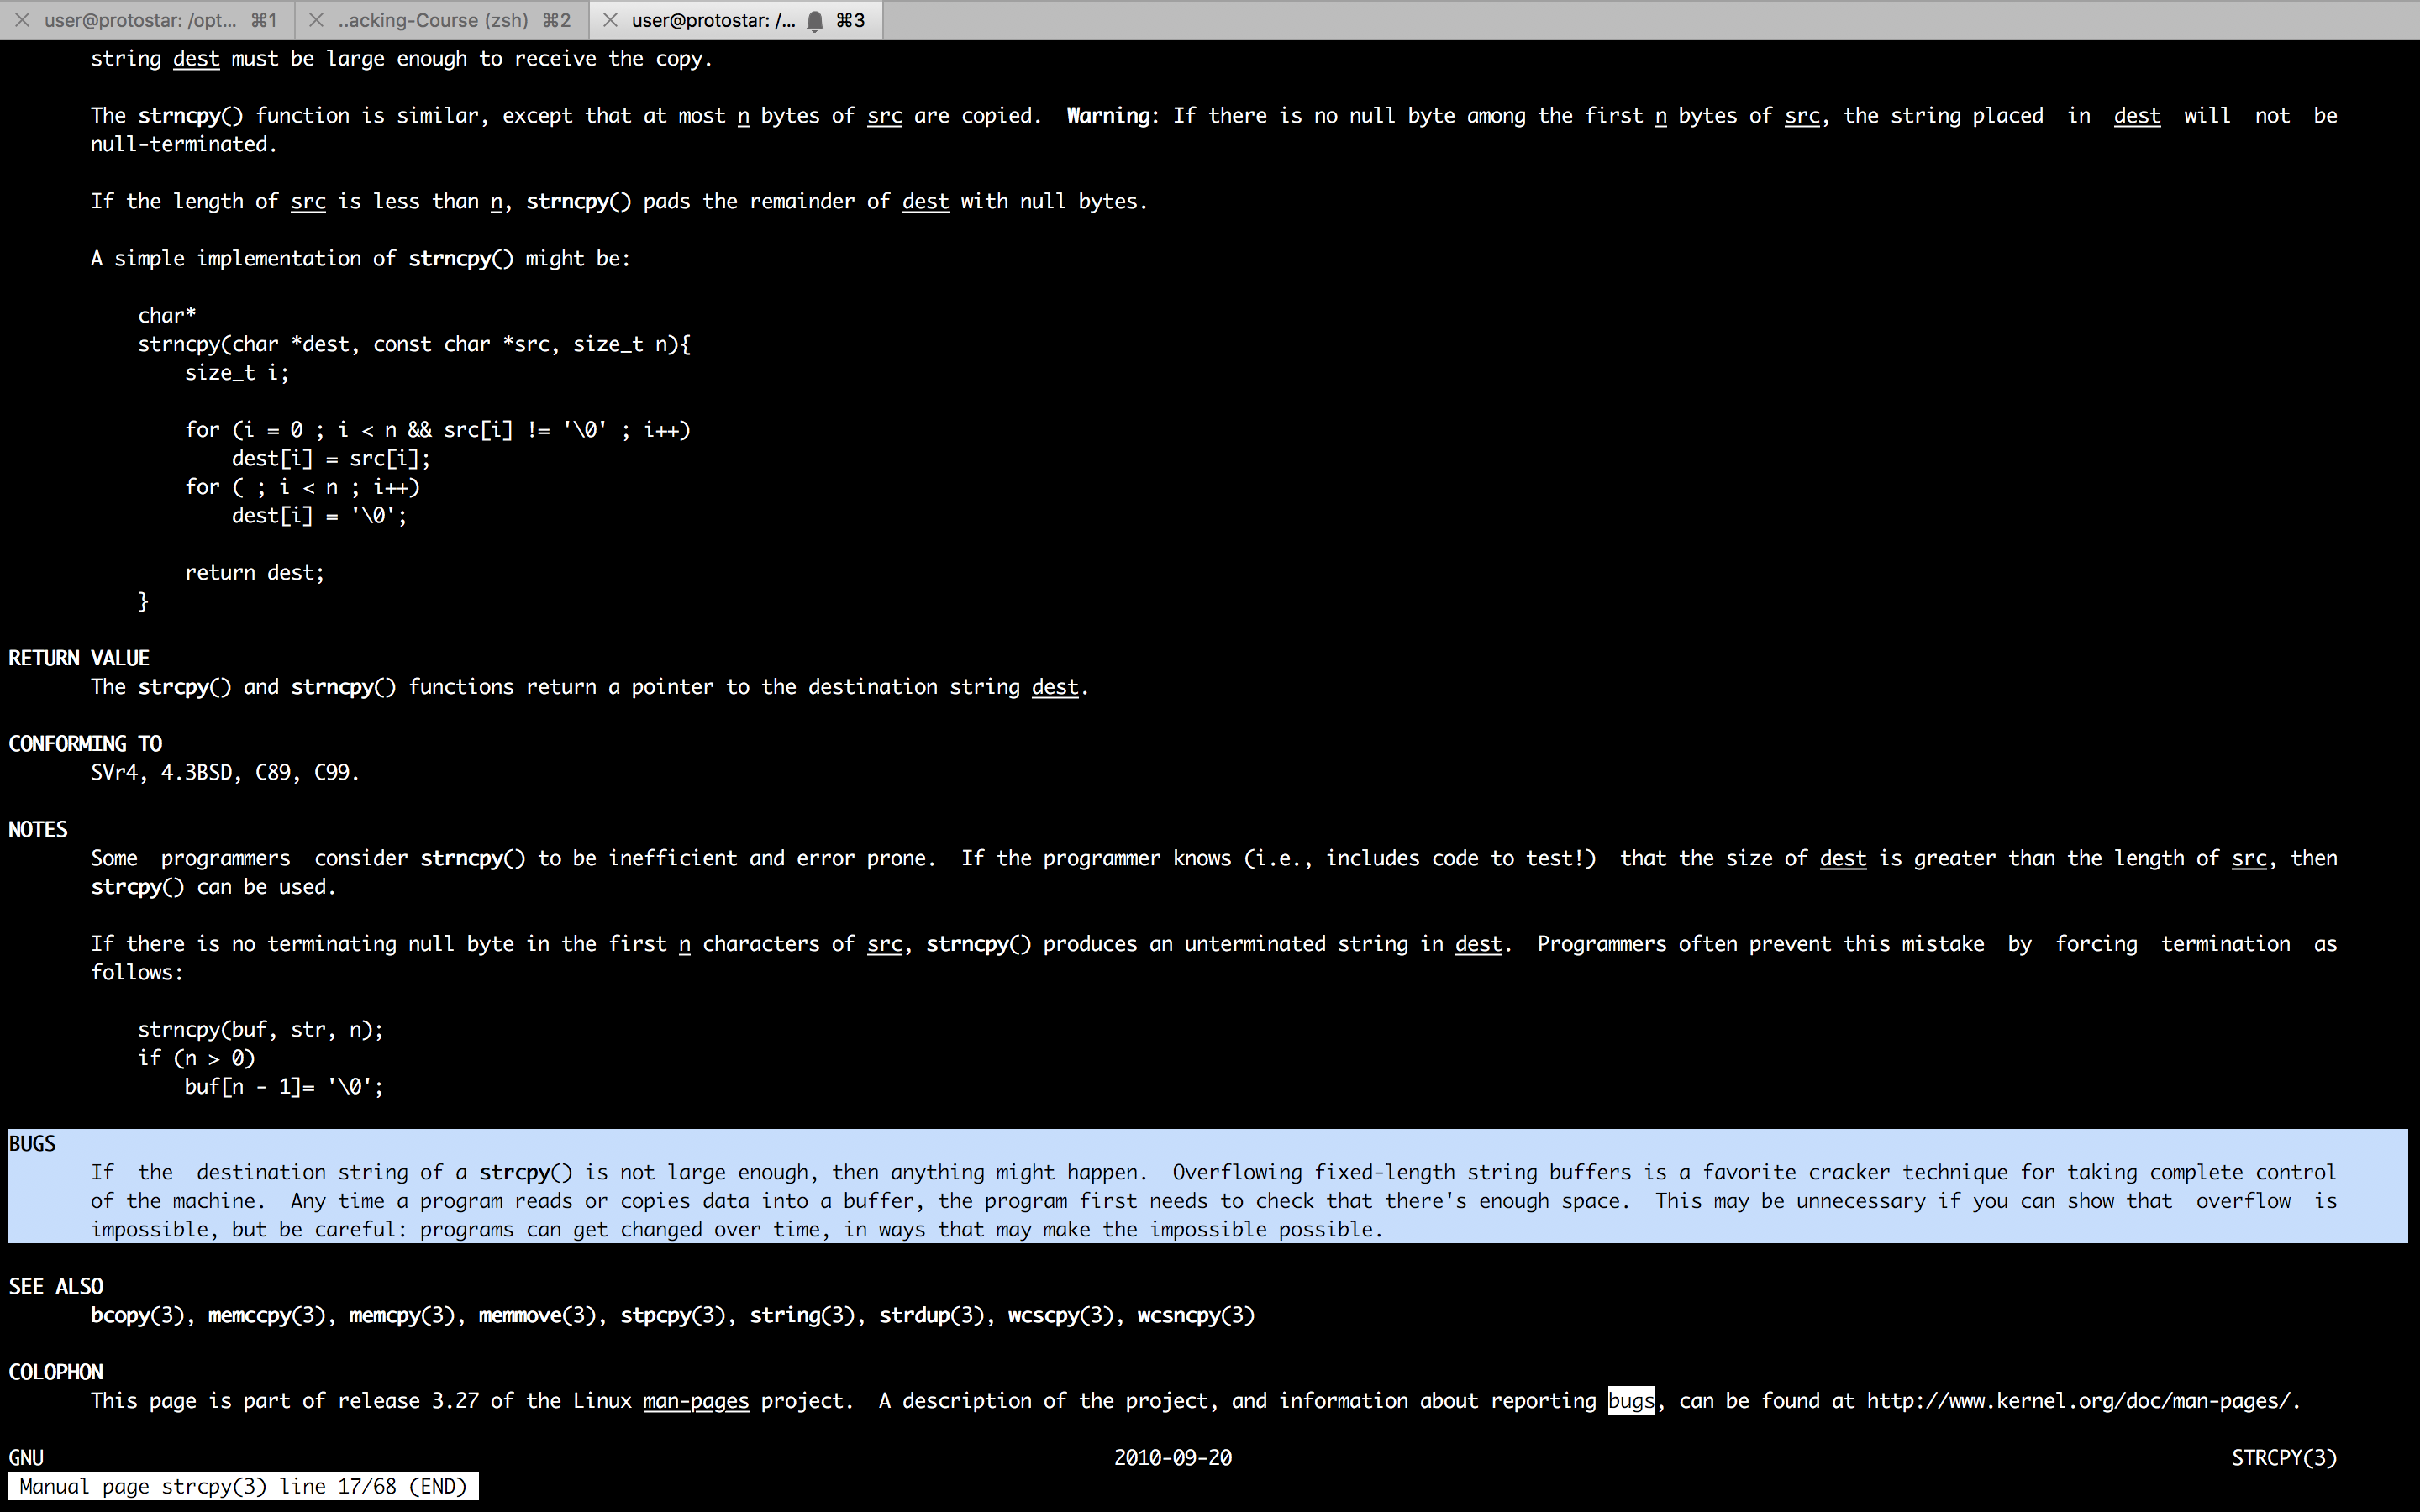 user@protostar: /opt... ⌘1 ..acking-Course (zsh) ⌘2 user@protostar: /... ⌘3
string dest must be large enough to receive the copy.
The strncpy() function is similar, except that at most n bytes of src are copied. Warning: If there is no null byte among the first n bytes of src, the string placed in dest will not be
null-terminated.
If the length of src is less than n, strncpy() pads the remainder of dest with null bytes.
A simple implementation of strncpy() might be:
char*
strncpy(char *dest, const char *src, size_t n){
size_t i;
for (i = 0 ; i < n && src[i] != '\0' ; i++)
dest[i] = src[i];
for ( ; i < n ; i++)
dest[i] = '\0';
return dest;
}
RETURN VALUE
The strcpy() and strncpy() functions return a pointer to the destination string dest.
CONFORMING TO
SVr4, 4.3BSD, C89, C99.
NOTES
Some programmers consider strncpy() to be inefficient and error prone. If the programmer knows (i.e., includes code to test!) that the size of dest is greater than the length of src, then
strcpy() can be used.
If there is no terminating null byte in the first n characters of src, strncpy() produces an unterminated string in dest. Programmers often prevent this mistake by forcing termination as
follows:
strncpy(buf, str, n);
if (n > 0)
buf[n - 1]= '\0';
BUGS
If the destination string of a strcpy() is not large enough, then anything might happen. Overflowing fixed-length string buffers is a favorite cracker technique for taking complete control
of the machine. Any time a program reads or copies data into a buffer, the program first needs to check that there's enough space. This may be unnecessary if you can show that overflow is
impossible, but be careful: programs can get changed over time, in ways that may make the impossible possible.
SEE ALSO
bcopy(3), memccpy(3), memcpy(3), memmove(3), stpcpy(3), string(3), strdup(3), wcscpy(3), wcsncpy(3)
COLOPHON
This page is part of release 3.27 of the Linux man-pages project. A description of the project, and information about reporting bugs, can be found at http://www.kernel.org/doc/man-pages/.
GNU 2010-09-20 STRCPY(3)
Manual page strcpy(3) line 17/68 (END)